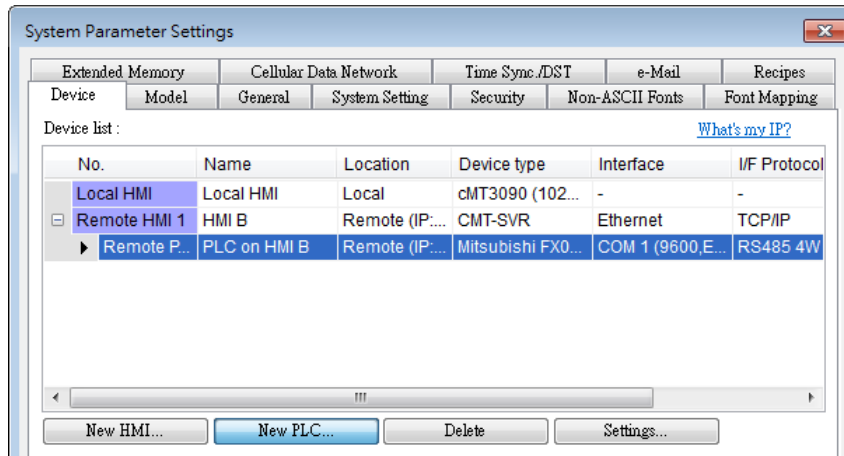 System Parameter Settings
Extended Memory Cellular Data Network Time Sync./DST e-Mail Recipes
Device Model General System Setting Security Non-ASCII Fonts Font Mapping
Device list : What's my IP?
No. Name Location Device type Interface I/F Protocol
Local HMI Local HMI Local cMT3090 (102... - -
Remote HMI 1 HMI B Remote (IP:... CMT-SVR Ethernet TCP/IP
Remote P... PLC on HMI B Remote (IP:... Mitsubishi FX0... COM 1 (9600,E... RS485 4W
New HMI... New PLC... Delete Settings...